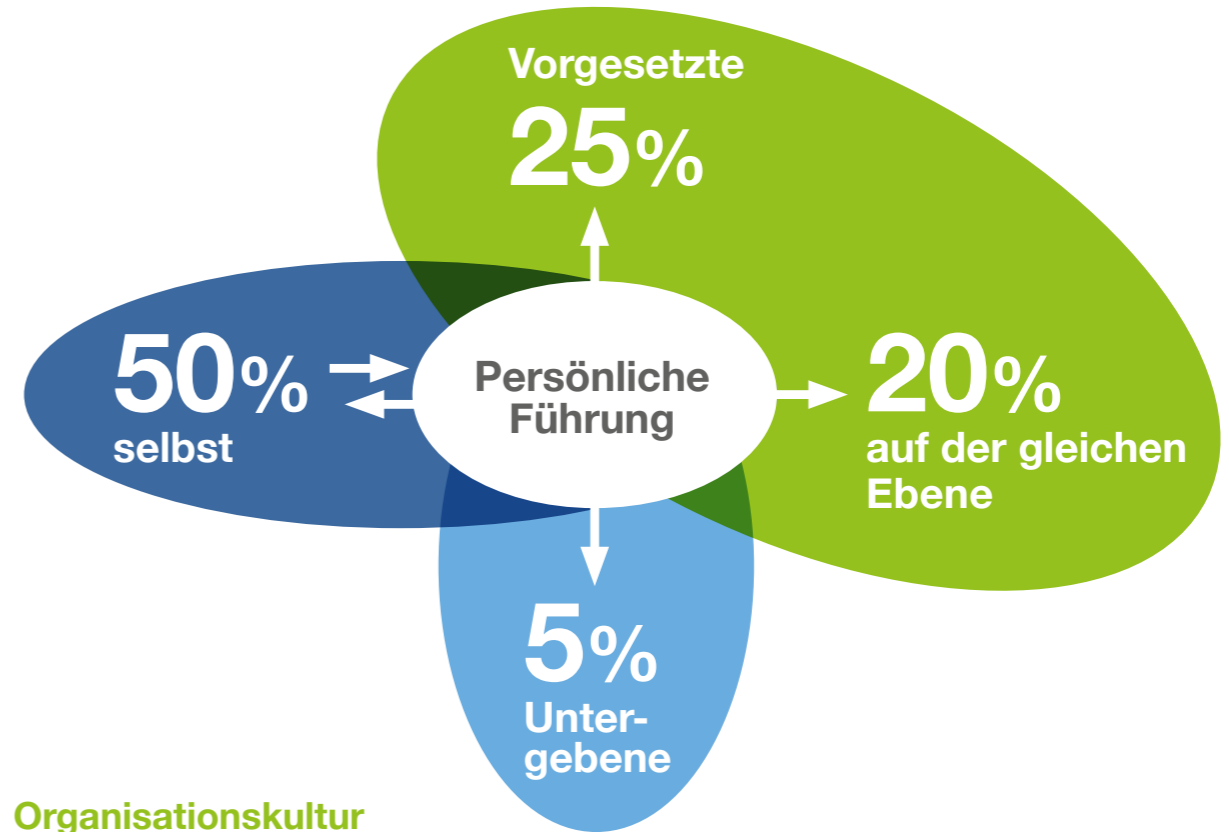 Vorgesetzte
25%
50%
selbst
Persönliche
Führung
20%
auf der gleichen
Ebene
5%
Unter-
gebene
Organisationskultur